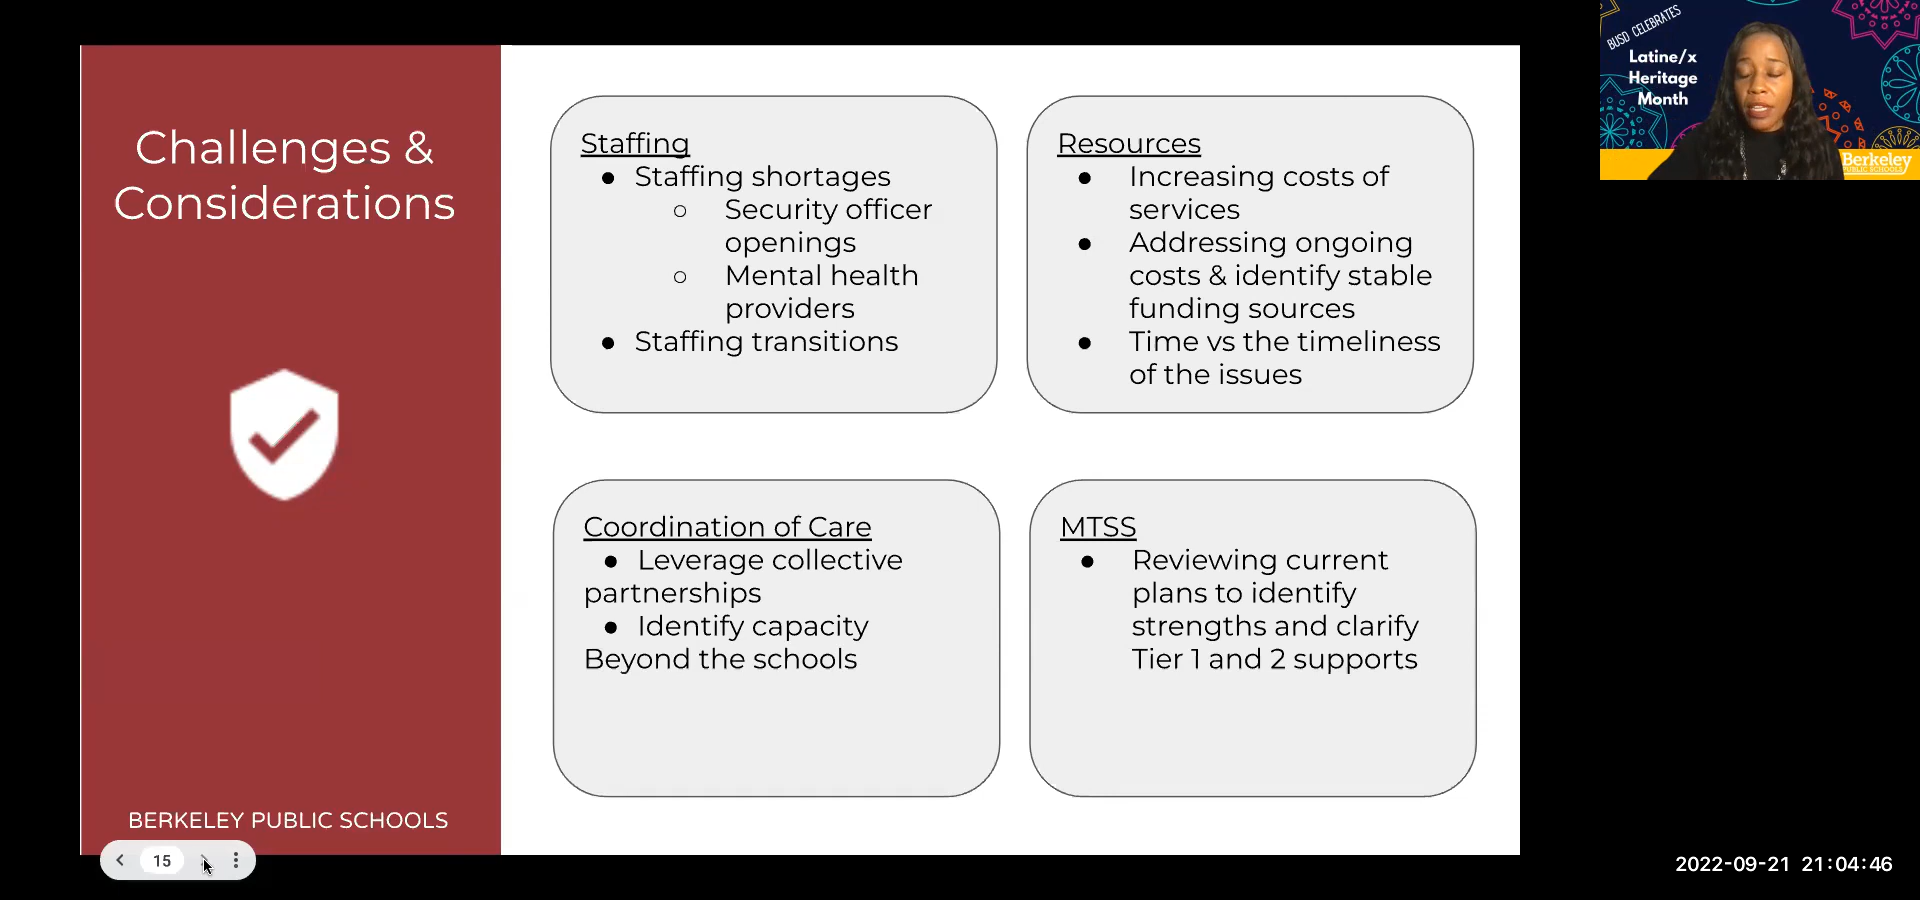 Challenges &
Considerations
BERKELEY PUBLIC SCHOOLS
15
Staffing
● Staffing shortages
○ Security officer
openings
○ Mental health
providers
● Staffing transitions
Resources
● Increasing costs of
services
● Addressing ongoing
costs & identify stable
funding sources
● Time vs the timeliness
of the issues
Coordination of Care
● Leverage collective
partnerships
● Identify capacity
Beyond the schools
MTSS
● Reviewing current
plans to identify
strengths and clarify
Tier 1 and 2 supports
BUSD CELEBRATES
Latine/x
Heritage
Month
Berkeley
PUBLIC SCHOOLS
2022-09-21 21:04:46